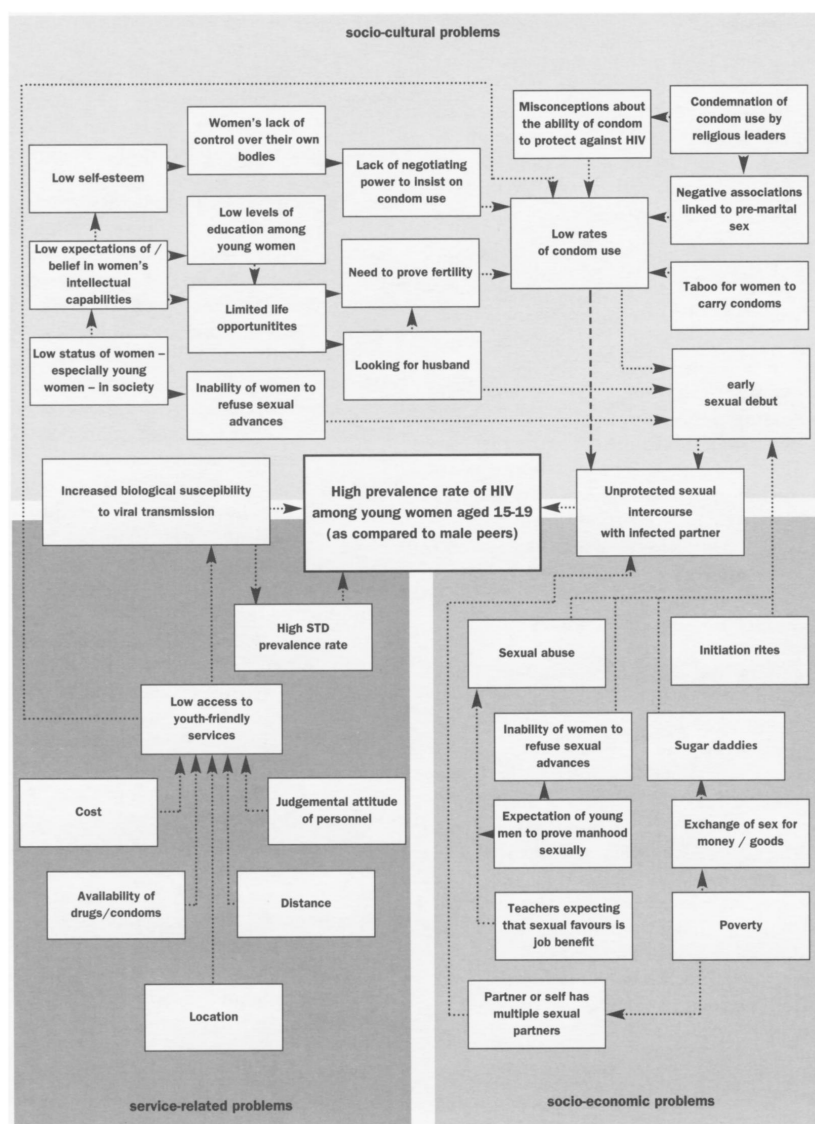 socio-cultural problems
Women's lack of
control over their own
bodies
Misconceptions about
the ability of condom
to protect against HIV
Condemnation of
condom use by
religious leaders
Low self-esteem
Lack of negotiating
power to insist on
condom use
Negative associations
linked to pre-marital
sex
Low levels of
education among
young women
Low rates
of condom use
Low expectations of /
belief in women's
intellectual
capabilities
Need to prove fertility
Taboo for women to
carry condoms
Limited life
opportunitites
Low status of women –
especially young
women – in society
Looking for husband
early
sexual debut
Inability of women to
refuse sexual
advances
Increased biological suscepibility
to viral transmission
High prevalence rate of HIV
among young women aged 15-19
(as compared to male peers)
Unprotected sexual
intercourse
with infected partner
High STD
prevalence rate
Sexual abuse
Initiation rites
Low access to
youth-friendly
services
Inability of women to
refuse sexual
advances
Sugar daddies
Cost
Judgemental attitude
of personnel
Expectation of young
men to prove manhood
sexually
Exchange of sex for
money / goods
Availability of
drugs/condoms
Distance
Teachers expecting
that sexual favours is
job benefit
Poverty
Location
Partner or self has
multiple sexual
partners
service-related problems
socio-economic problems